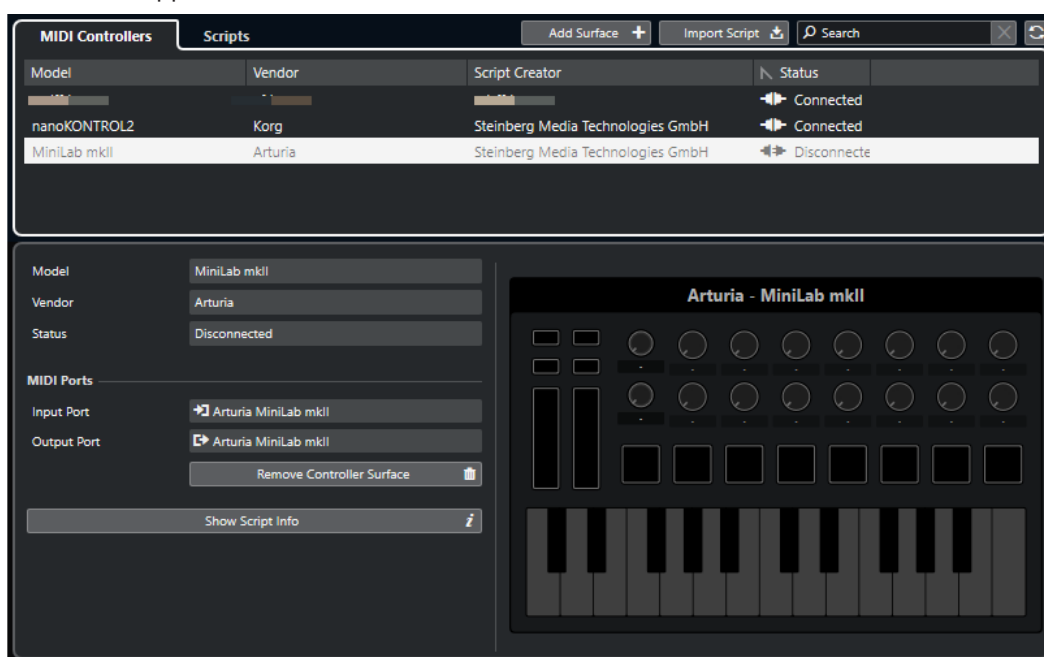 MIDI Controllers Scripts Add Surface Import Script Search
Model Vendor Script Creator Status
Connected
nanoKONTROL2 Korg Steinberg Media Technologies GmbH Connected
MiniLab mkII Arturia Steinberg Media Technologies GmbH Disconnecte
Model MiniLab mkII
Vendor Arturia
Status Disconnected
MIDI Ports
Input Port Arturia MiniLab mkII
Output Port Arturia MiniLab mkII
Remove Controller Surface
Show Script Info i
Arturia - MiniLab mkII